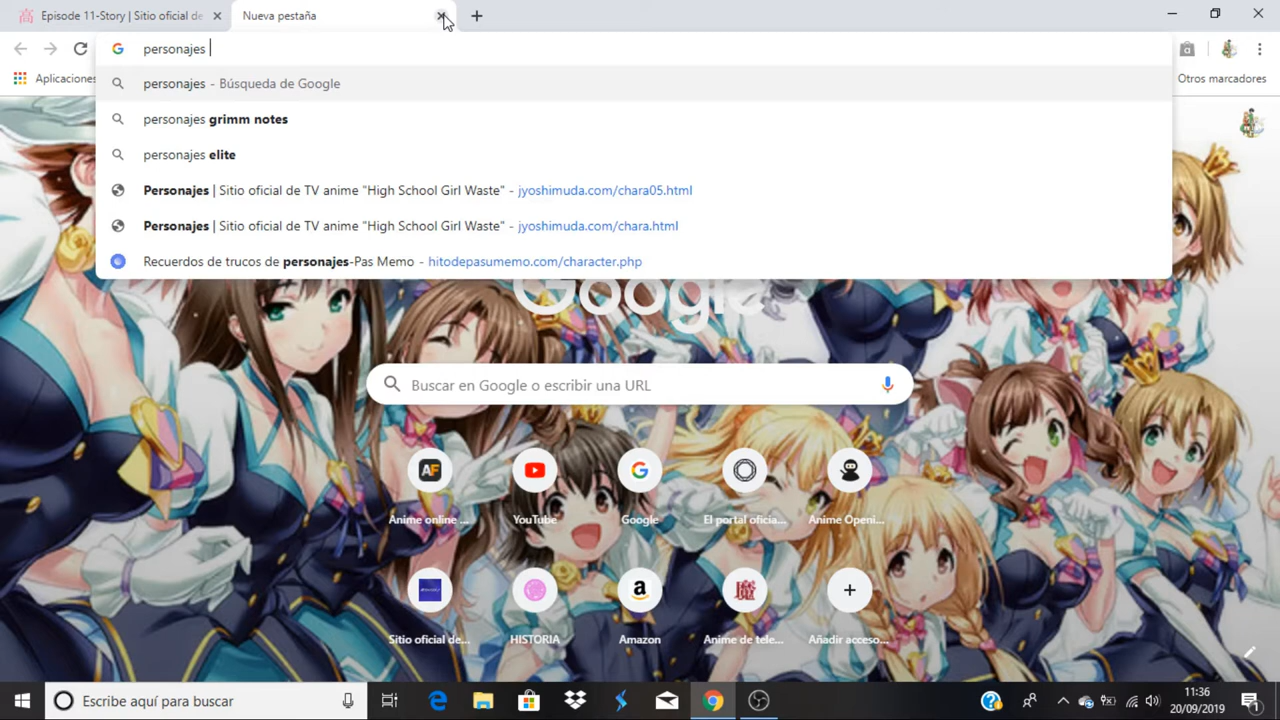 Episode 11-Story | Sitio oficial de
Nueva pestaña
personajes
Aplicaciones
Otros marcadores
personajes - Búsqueda de Google
personajes grimm notes
personajes elite
Personajes | Sitio oficial de TV anime "High School Girl Waste" - jyoshimuda.com/chara05.html
Personajes | Sitio oficial de TV anime "High School Girl Waste" - jyoshimuda.com/chara.html
Recuerdos de trucos de personajes-Pas Memo - hitodepasumemo.com/character.php
Google
Buscar en Google o escribir una URL
AF
Anime online ...
YouTube
Google
El portal oficia...
Anime Openi...
Sitio oficial de...
HISTORIA
Amazon
Anime de tele...
Añadir acceso...
Escribe aquí para buscar
11:36
20/09/2019